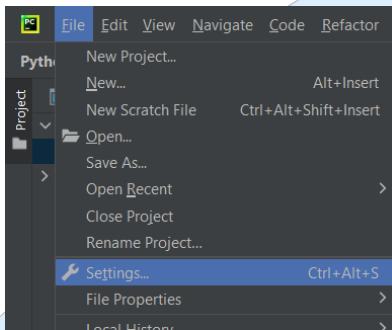 PC File Edit View Navigate Code Refactor
Pyth
Project
New Project...
New... Alt+Insert
New Scratch File Ctrl+Alt+Shift+Insert
Open...
Save As...
Open Recent
Close Project
Rename Project...
Settings... Ctrl+Alt+S
File Properties
Local History